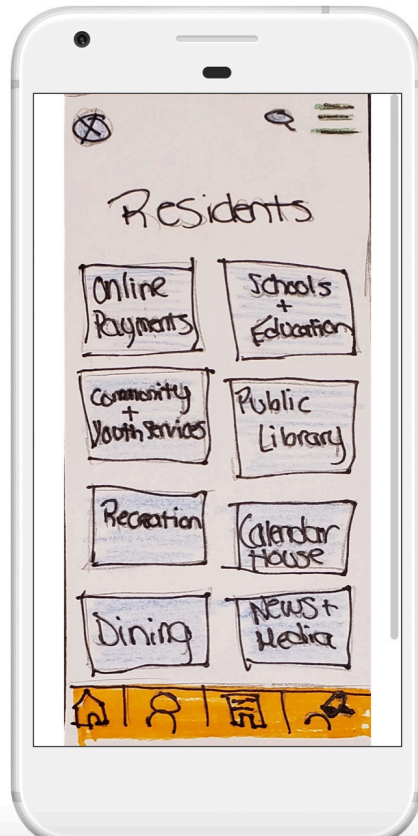 Residents
Online
Payments
Schools
+
Education
Community
+
Youth Services
Public
Library
Recreation
Calendar
House
Dining
News +
Media